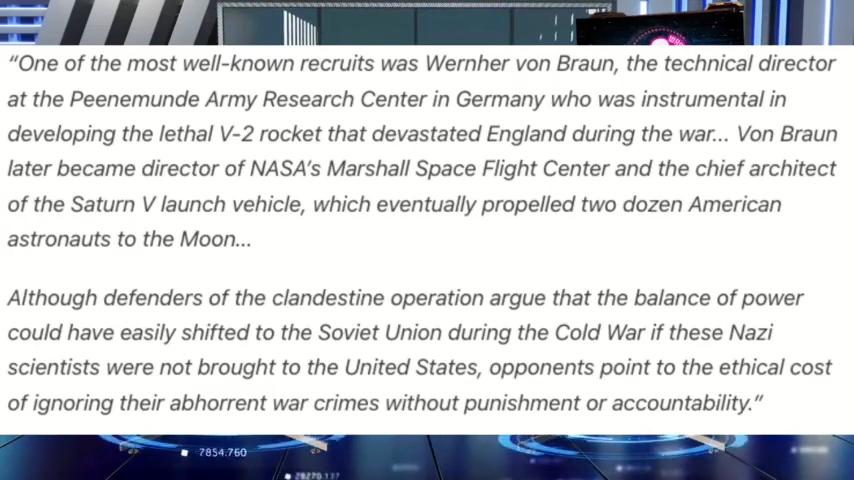 “One of the most well-known recruits was Wernher von Braun, the technical director
at the Peenemunde Army Research Center in Germany who was instrumental in
developing the lethal V-2 rocket that devastated England during the war... Von Braun
later became director of NASA’s Marshall Space Flight Center and the chief architect
of the Saturn V launch vehicle, which eventually propelled two dozen American
astronauts to the Moon...
Although defenders of the clandestine operation argue that the balance of power
could have easily shifted to the Soviet Union during the Cold War if these Nazi
scientists were not brought to the United States, opponents point to the ethical cost
of ignoring their abhorrent war crimes without punishment or accountability.”
7854.760